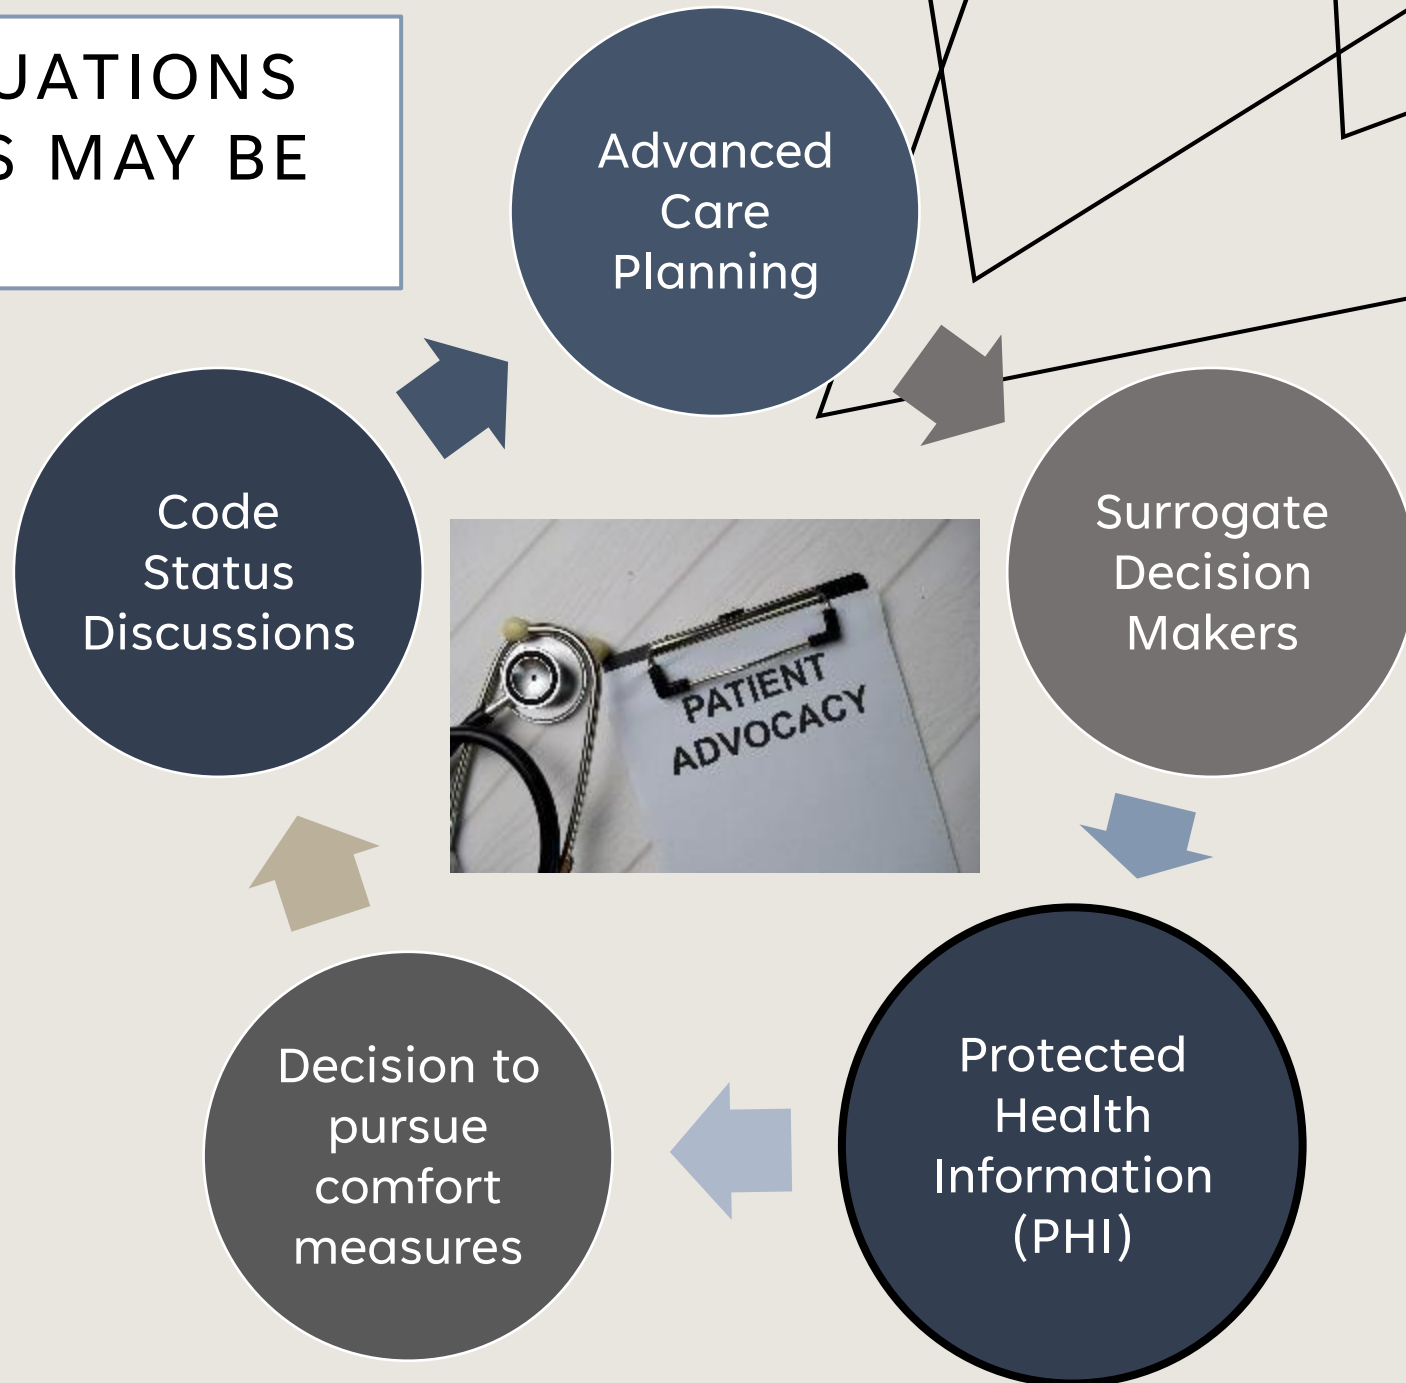 UATIONS
S MAY BE
Advanced
Care
Planning
Surrogate
Decision
Makers
Protected
Health
Information
(PHI)
Decision to
pursue
comfort
measures
Code
Status
Discussions
PATIENT
ADVOCACY